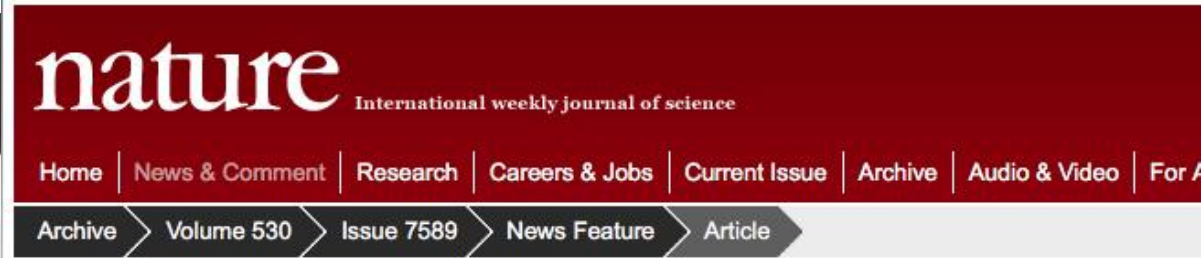 nature International weekly journal of science
Home News & Comment Research Careers & Jobs Current Issue Archive Audio & Video For A
Archive Volume 530 Issue 7589 News Feature Article